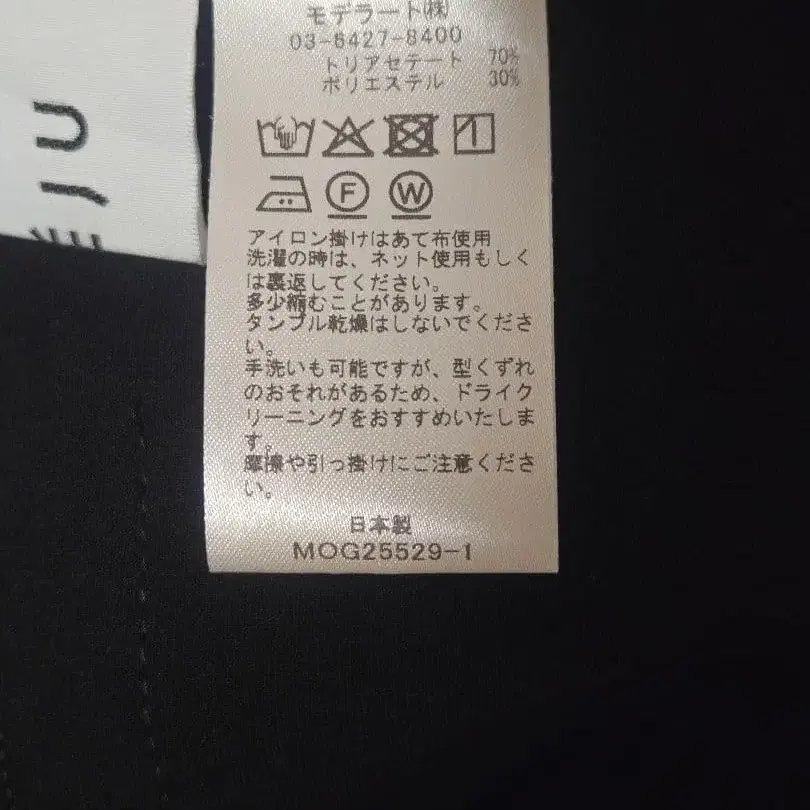 モデラート㈱
03-6427-8400
トリアセテート 70%
ポリエステル 30%
F W
アイロン掛けはあて布使用
洗濯の時は、ネット使用もしく
は裏返してください。
多少縮むことがあります。
タンブル乾燥はしないでくださ
い。
手洗いも可能ですが、型くずれ
のおそれがあるため、ドライク
リーニングをおすすめいたしま
す。
摩擦や引っ掛けにご注意くださ
い。
日本製
MOG25529-1